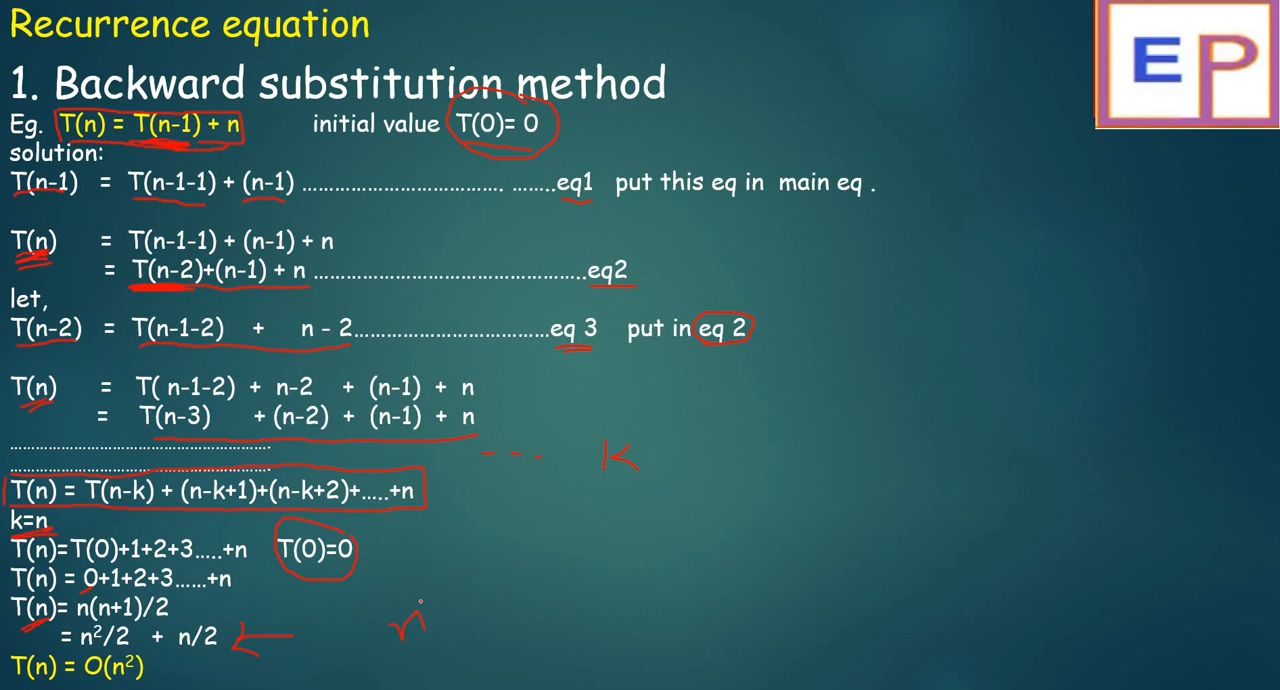 Recurrence equation
EP
1. Backward substitution method
Eg. T(n) = T(n-1) + n initial value T(0)= 0
solution:
T(n-1) = T(n-1-1) + (n-1) ......................................... ........eq1 put this eq in main eq .
T(n) = T(n-1-1) + (n-1) + n
= T(n-2)+(n-1) + n .......................................................eq2
let,
T(n-2) = T(n-1-2) + n - 2........................................eq 3 put in eq 2
T(n) = T( n-1-2) + n-2 + (n-1) + n
= T(n-3) + (n-2) + (n-1) + n
..........................................................
.......................................................... --- K
T(n) = T(n-k) + (n-k+1)+(n-k+2)+.....+n
k=n
T(n)=T(0)+1+2+3.....+n T(0)=0
T(n) = 0+1+2+3......+n
T(n)= n(n+1)/2
= n²/2 + n/2 n
T(n) = O(n²)